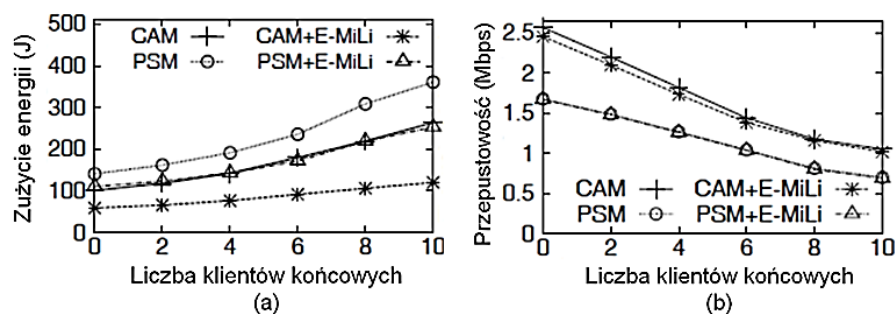 500
400
300
200
100
0
Zużycie energii (J)
CAM CAM+E-MiLi
PSM PSM+E-MiLi
0 2 4 6 8 10
Liczba klientów końcowych
(a)
2.5
2
1.5
1
0.5
0
Przepustowość (Mbps)
CAM CAM+E-MiLi
PSM PSM+E-MiLi
0 2 4 6 8 10
Liczba klientów końcowych
(b)